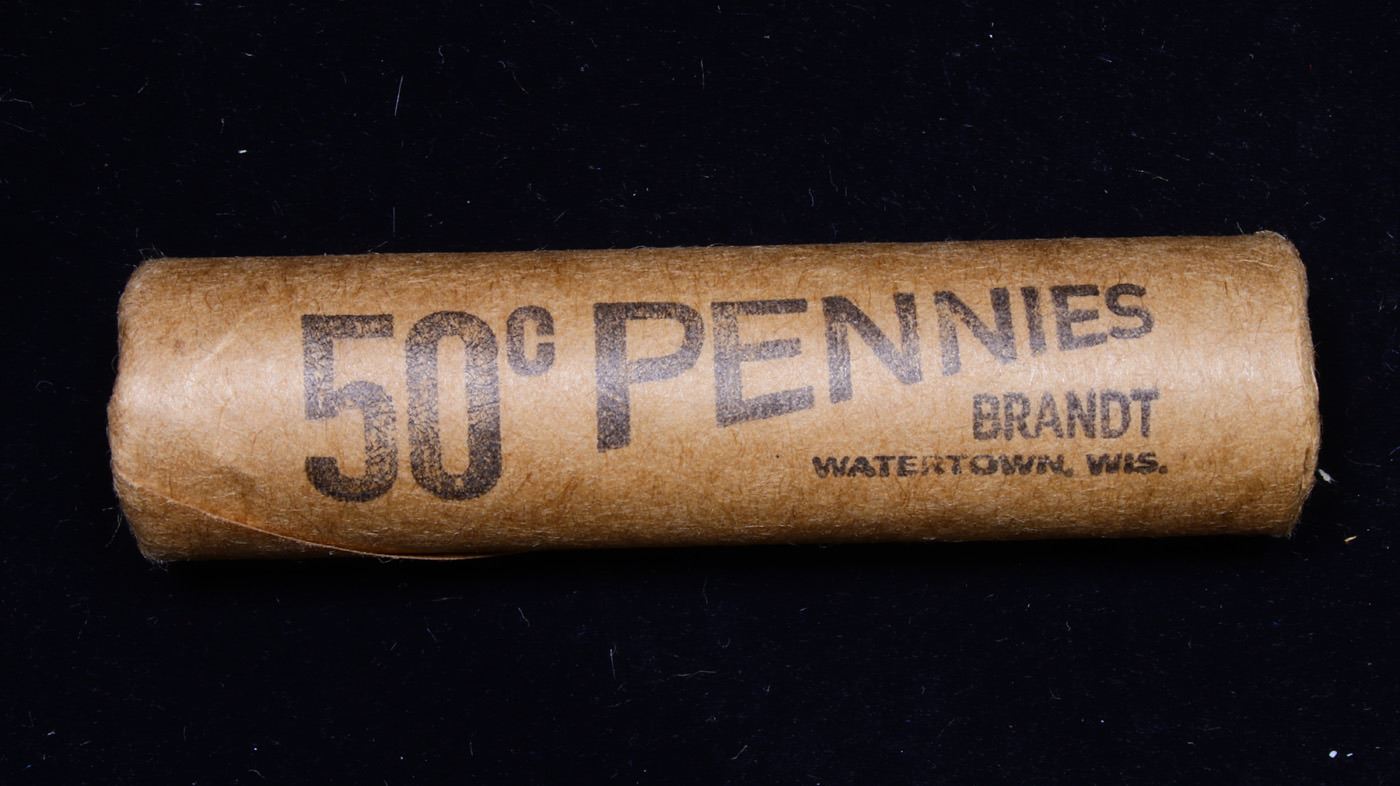 50c PENNIES
BRANDT
WATERTOWN, WIS.